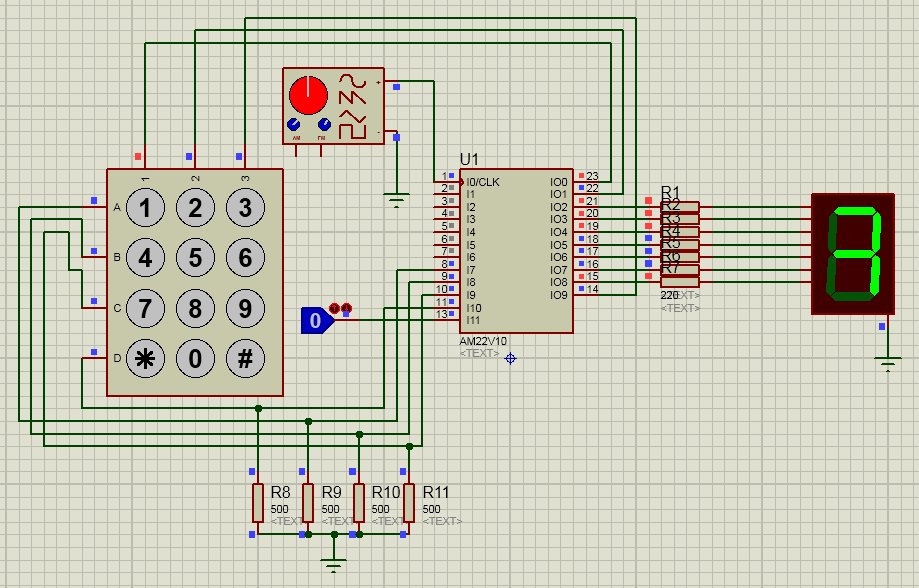 1 2 3
A 1 2 3
B 4 5 6
C 7 8 9
D * 0 #
+
-
AM FM
U1
1 I0/CLK IO0 23
2 I1 IO1 22
3 I2 IO2 21
4 I3 IO3 20
5 I4 IO4 19
6 I5 IO5 18
7 I6 IO6 17
8 I7 IO7 16
9 I8 IO8 15
10 I9 IO9 14
11 I10
13 I11
AM22V10
<TEXT>
0
R1
R2
R3
R4
R5
R6
R7
220
<TEXT>
<TEXT>
R8 R9 R10 R11
500 500 500 500
<TEXT> <TEXT> <TEXT> <TEXT>